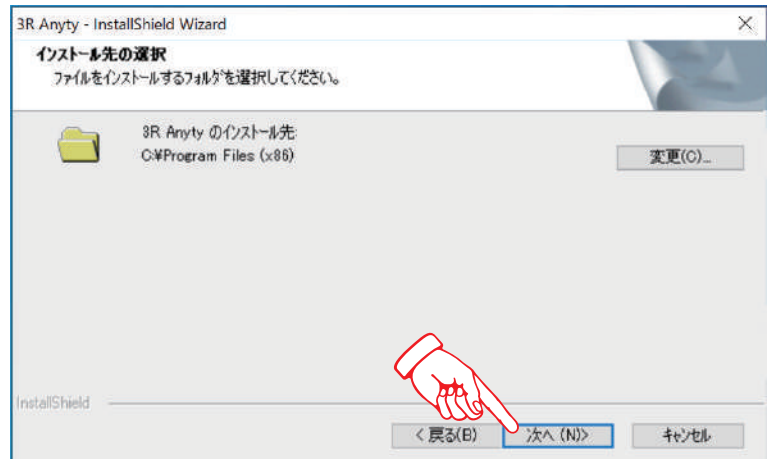 3R Anyty - InstallShield Wizard
インストール先の選択
ファイルをインストールするフォルダを選択してください。
3R Anyty のインストール先:
C:¥Program Files (x86)
変更(C)...
InstallShield
< 戻る(B)
次へ (N)>
キャンセル